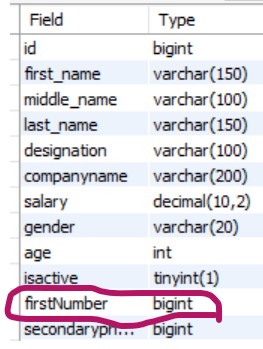 Field Type
id bigint
first_name varchar(150)
middle_name varchar(100)
last_name varchar(150)
designation varchar(100)
companyname varchar(200)
salary decimal(10,2)
gender varchar(20)
age int
isactive tinyint(1)
firstNumber bigint
secondarypri... bigint